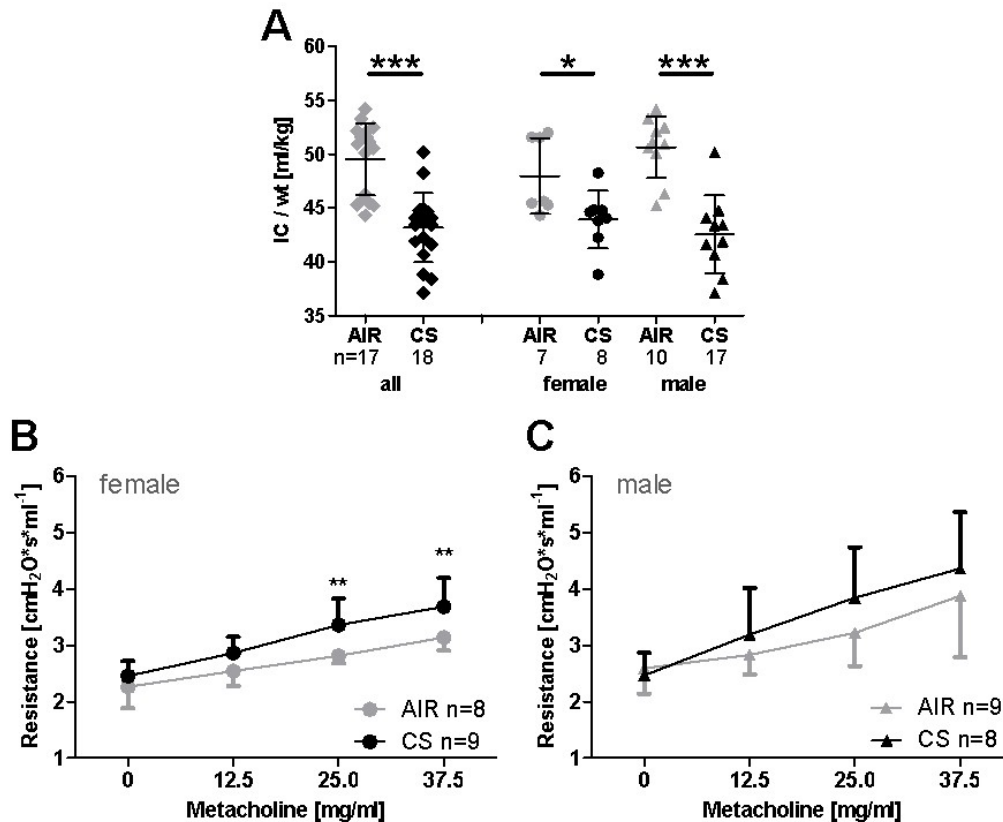 A
60
55
50
45
40
35
IC / wt [ml/kg]
*** * ***
AIR CS AIR CS AIR CS
n=17 18 7 8 10 17
all female male
B
female
6
5
4
3
2
1
Resistance [cmH2O*s*ml-1]
** **
AIR n=8
CS n=9
0 12.5 25.0 37.5
Metacholine [mg/ml]
C
male
6
5
4
3
2
1
Resistance [cmH2O*s*ml-1]
AIR n=9
CS n=8
0 12.5 25.0 37.5
Metacholine [mg/ml]